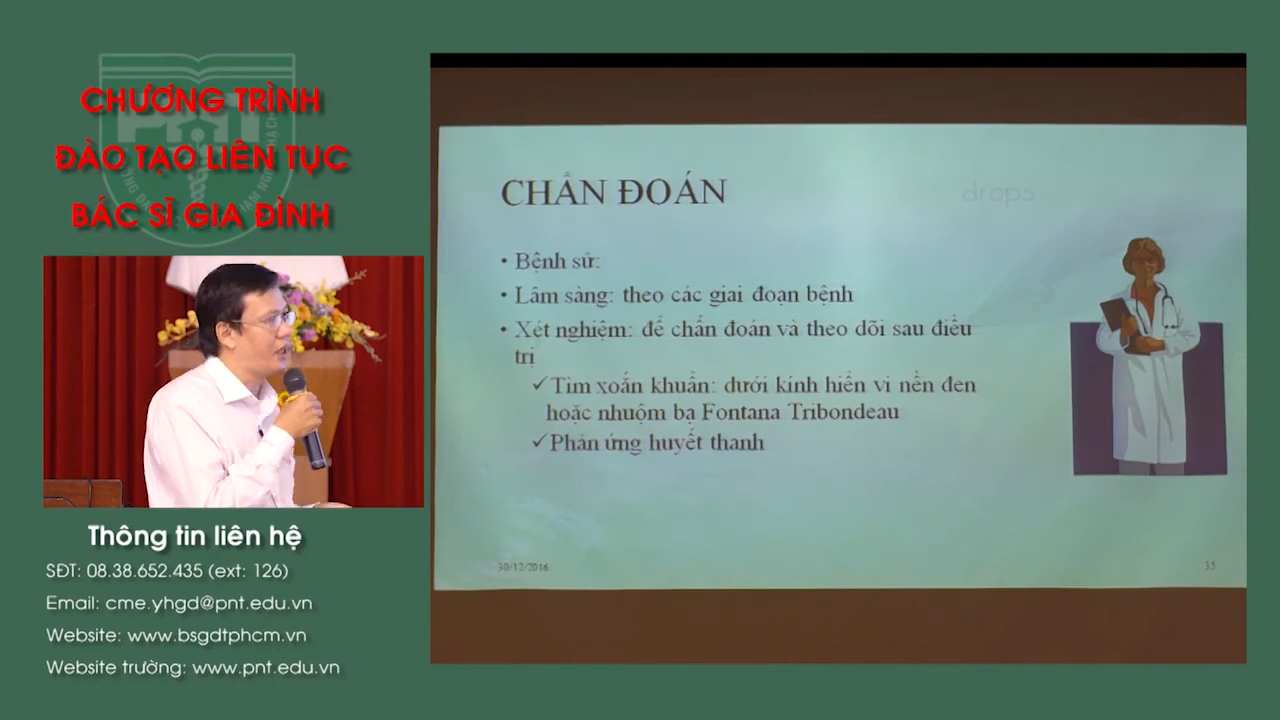 CHƯƠNG TRÌNH
ĐÀO TẠO LIÊN TỤC
BÁC SĨ GIA ĐÌNH
Thông tin liên hệ
SĐT: 08.38.652.435 (ext: 126)
Email: cme.yhgd@pnt.edu.vn
Website: www.bsgdtphcm.vn
Website trường: www.pnt.edu.vn
CHẨN ĐOÁN
drops
• Bệnh sử:
• Lâm sàng: theo các giai đoạn bệnh
• Xét nghiệm: để chẩn đoán và theo dõi sau điều
trị
✓Tìm xoắn khuẩn: dưới kính hiển vi nền đen
hoặc nhuộm bạ Fontana Tribondeau
✓Phản ứng huyết thanh
30/12/2016
35